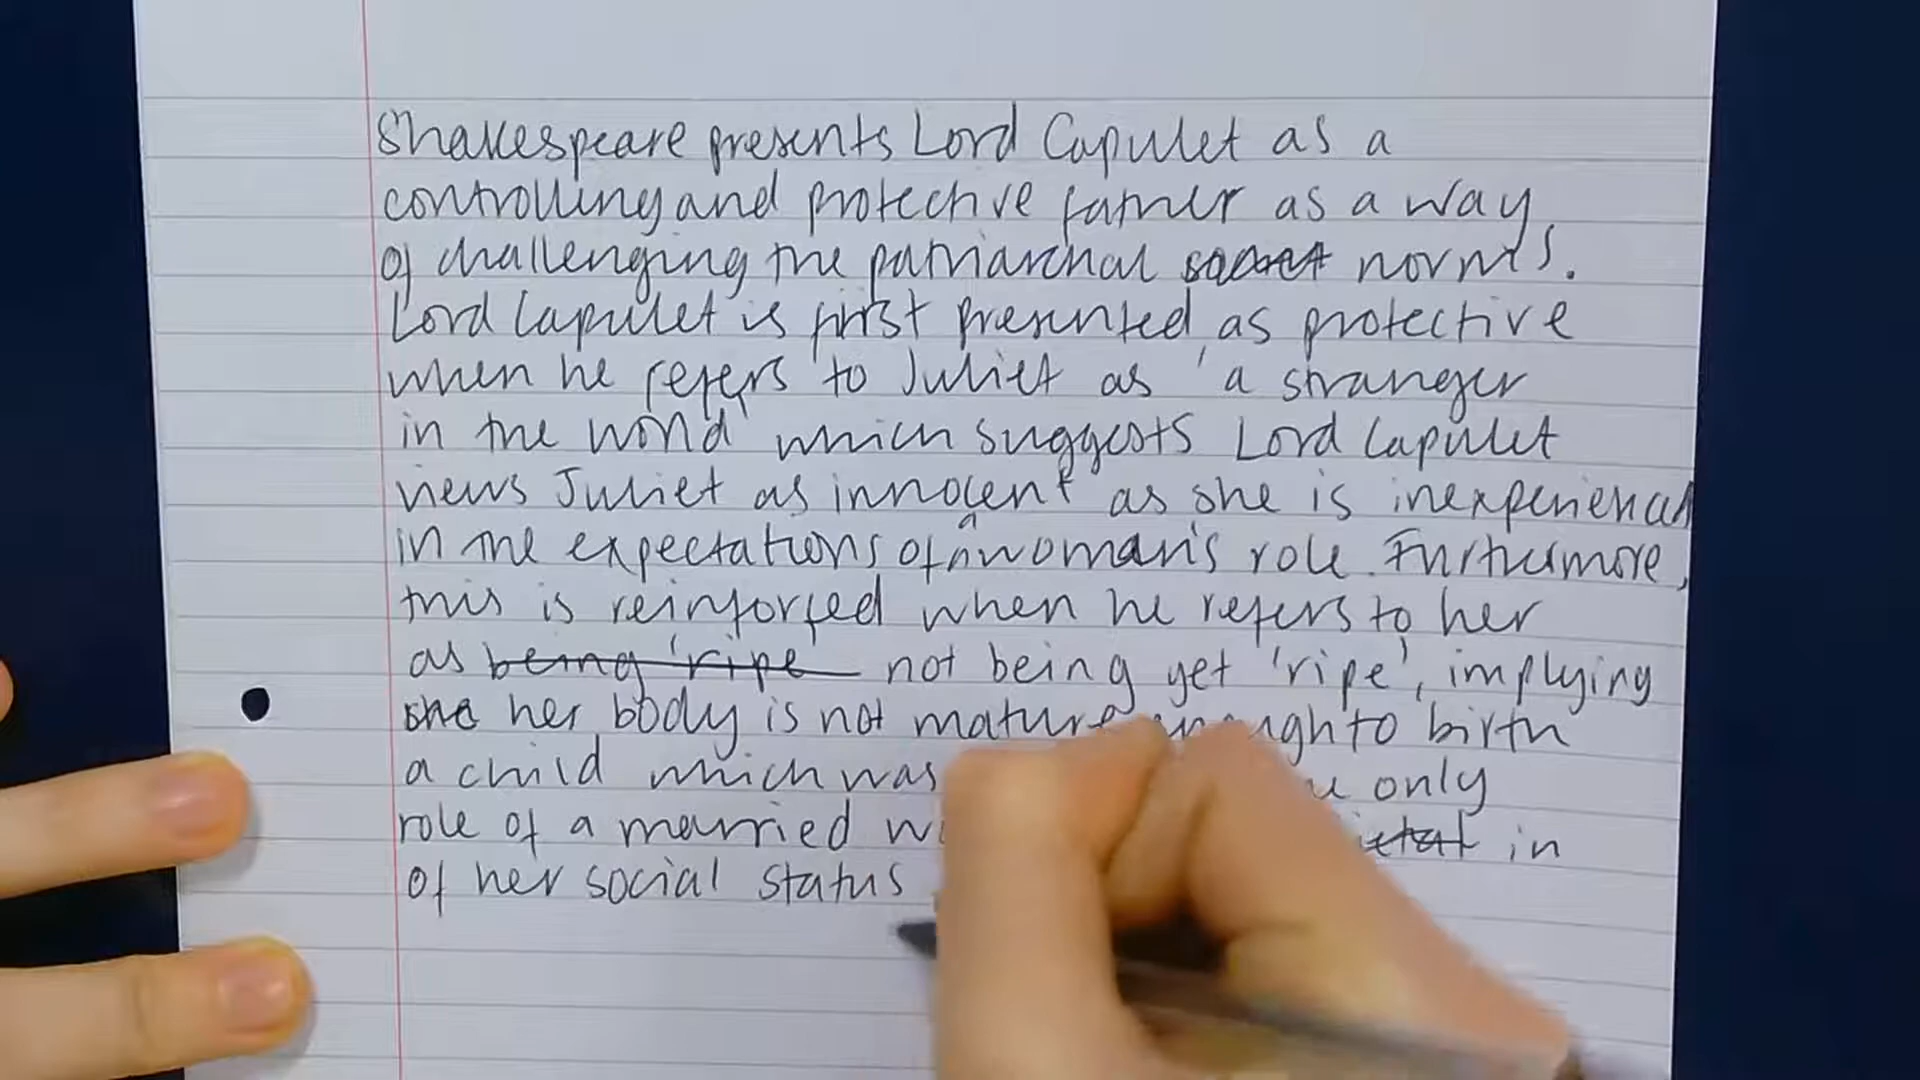 Shakespeare presents Lord Capulet as a
controlling and protective father as a way
of challenging the patriarchal norms.
Lord Capulet is first presented as protective
when he refers to Juliet as 'a stranger
in the world' which suggests Lord Capulet
views Juliet as innocent as she is inexperienced
in the expectations of a woman's role. Furthermore,
this is reinforced when he refers to her
as being 'ripe' not being yet 'ripe', implying
she her body is not mature enough to birth
a child which was only
role of a married in
of her social status